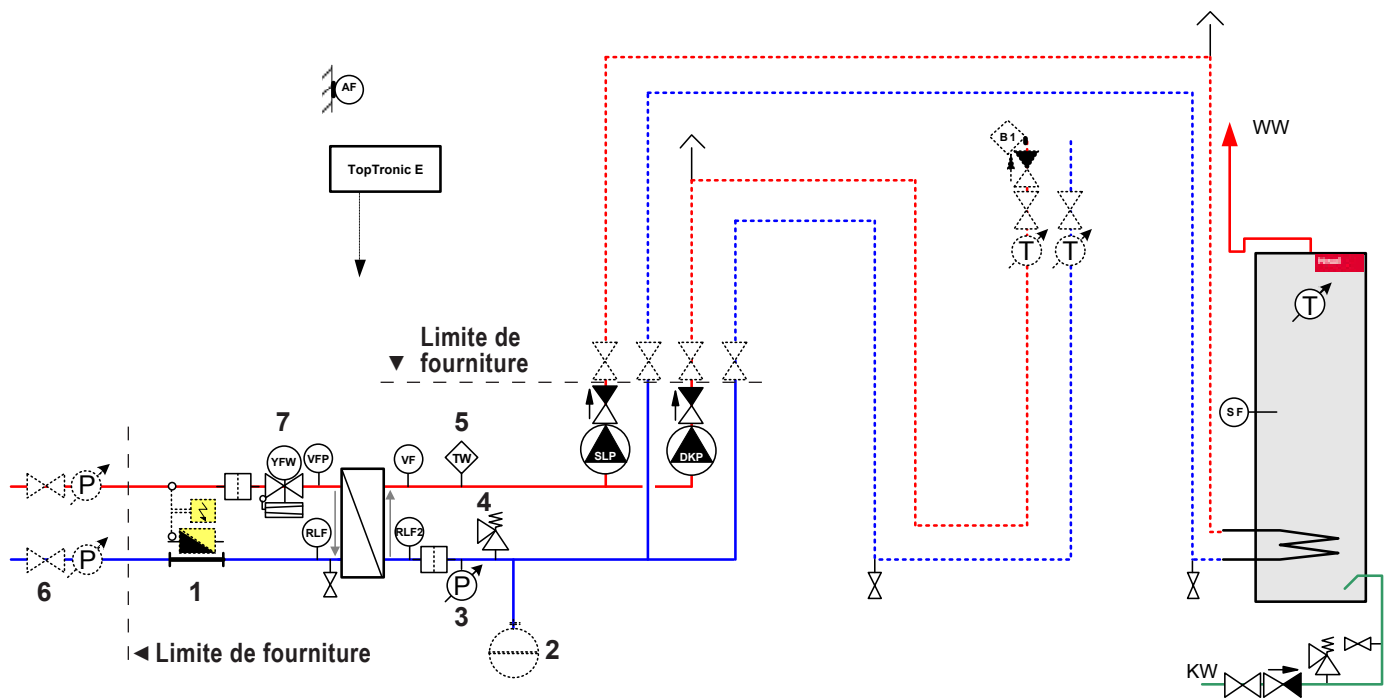 AF
B 1
WW
TopTronic E
T
T
T
Limite de
fourniture
SF
7
5
YFW
VFP
VF
TW
SLP
DKP
P
4
RLF
RLF2
P
6
1
P
3
2
Limite de fourniture
KW